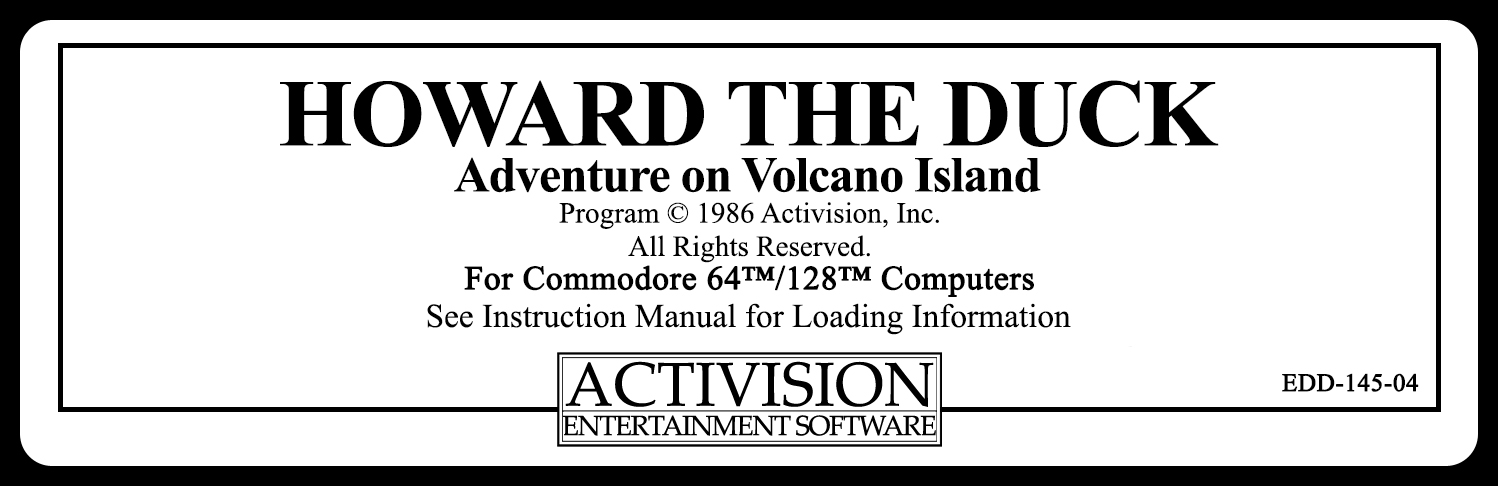 HOWARD THE DUCK
Adventure on Volcano Island
Program © 1986 Activision, Inc.
All Rights Reserved.
For Commodore 64™/128™ Computers
See Instruction Manual for Loading Information
EDD-145-04
ACTIVISION
ENTERTAINMENT SOFTWARE